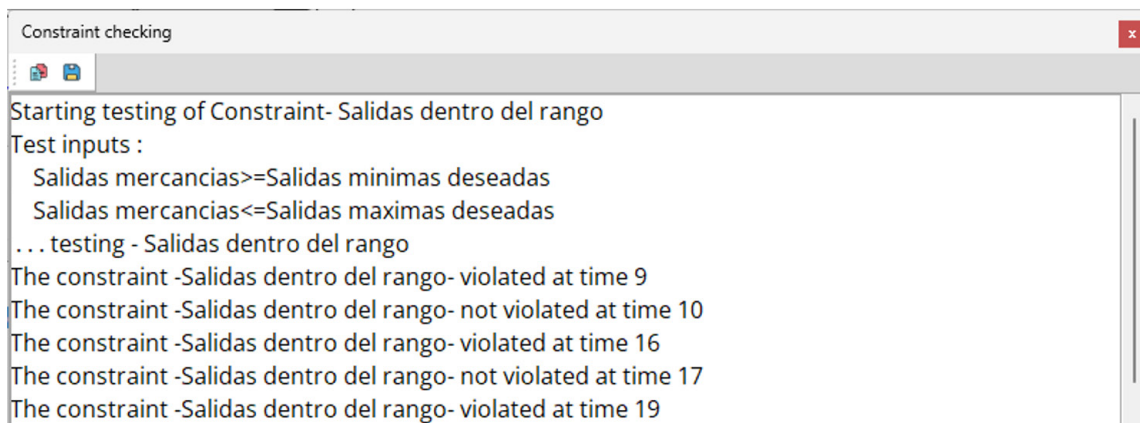 Constraint checking
x
Starting testing of Constraint- Salidas dentro del rango
Test inputs :
Salidas mercancias>=Salidas minimas deseadas
Salidas mercancias<=Salidas maximas deseadas
. . . testing - Salidas dentro del rango
The constraint -Salidas dentro del rango- violated at time 9
The constraint -Salidas dentro del rango- not violated at time 10
The constraint -Salidas dentro del rango- violated at time 16
The constraint -Salidas dentro del rango- not violated at time 17
The constraint -Salidas dentro del rango- violated at time 19